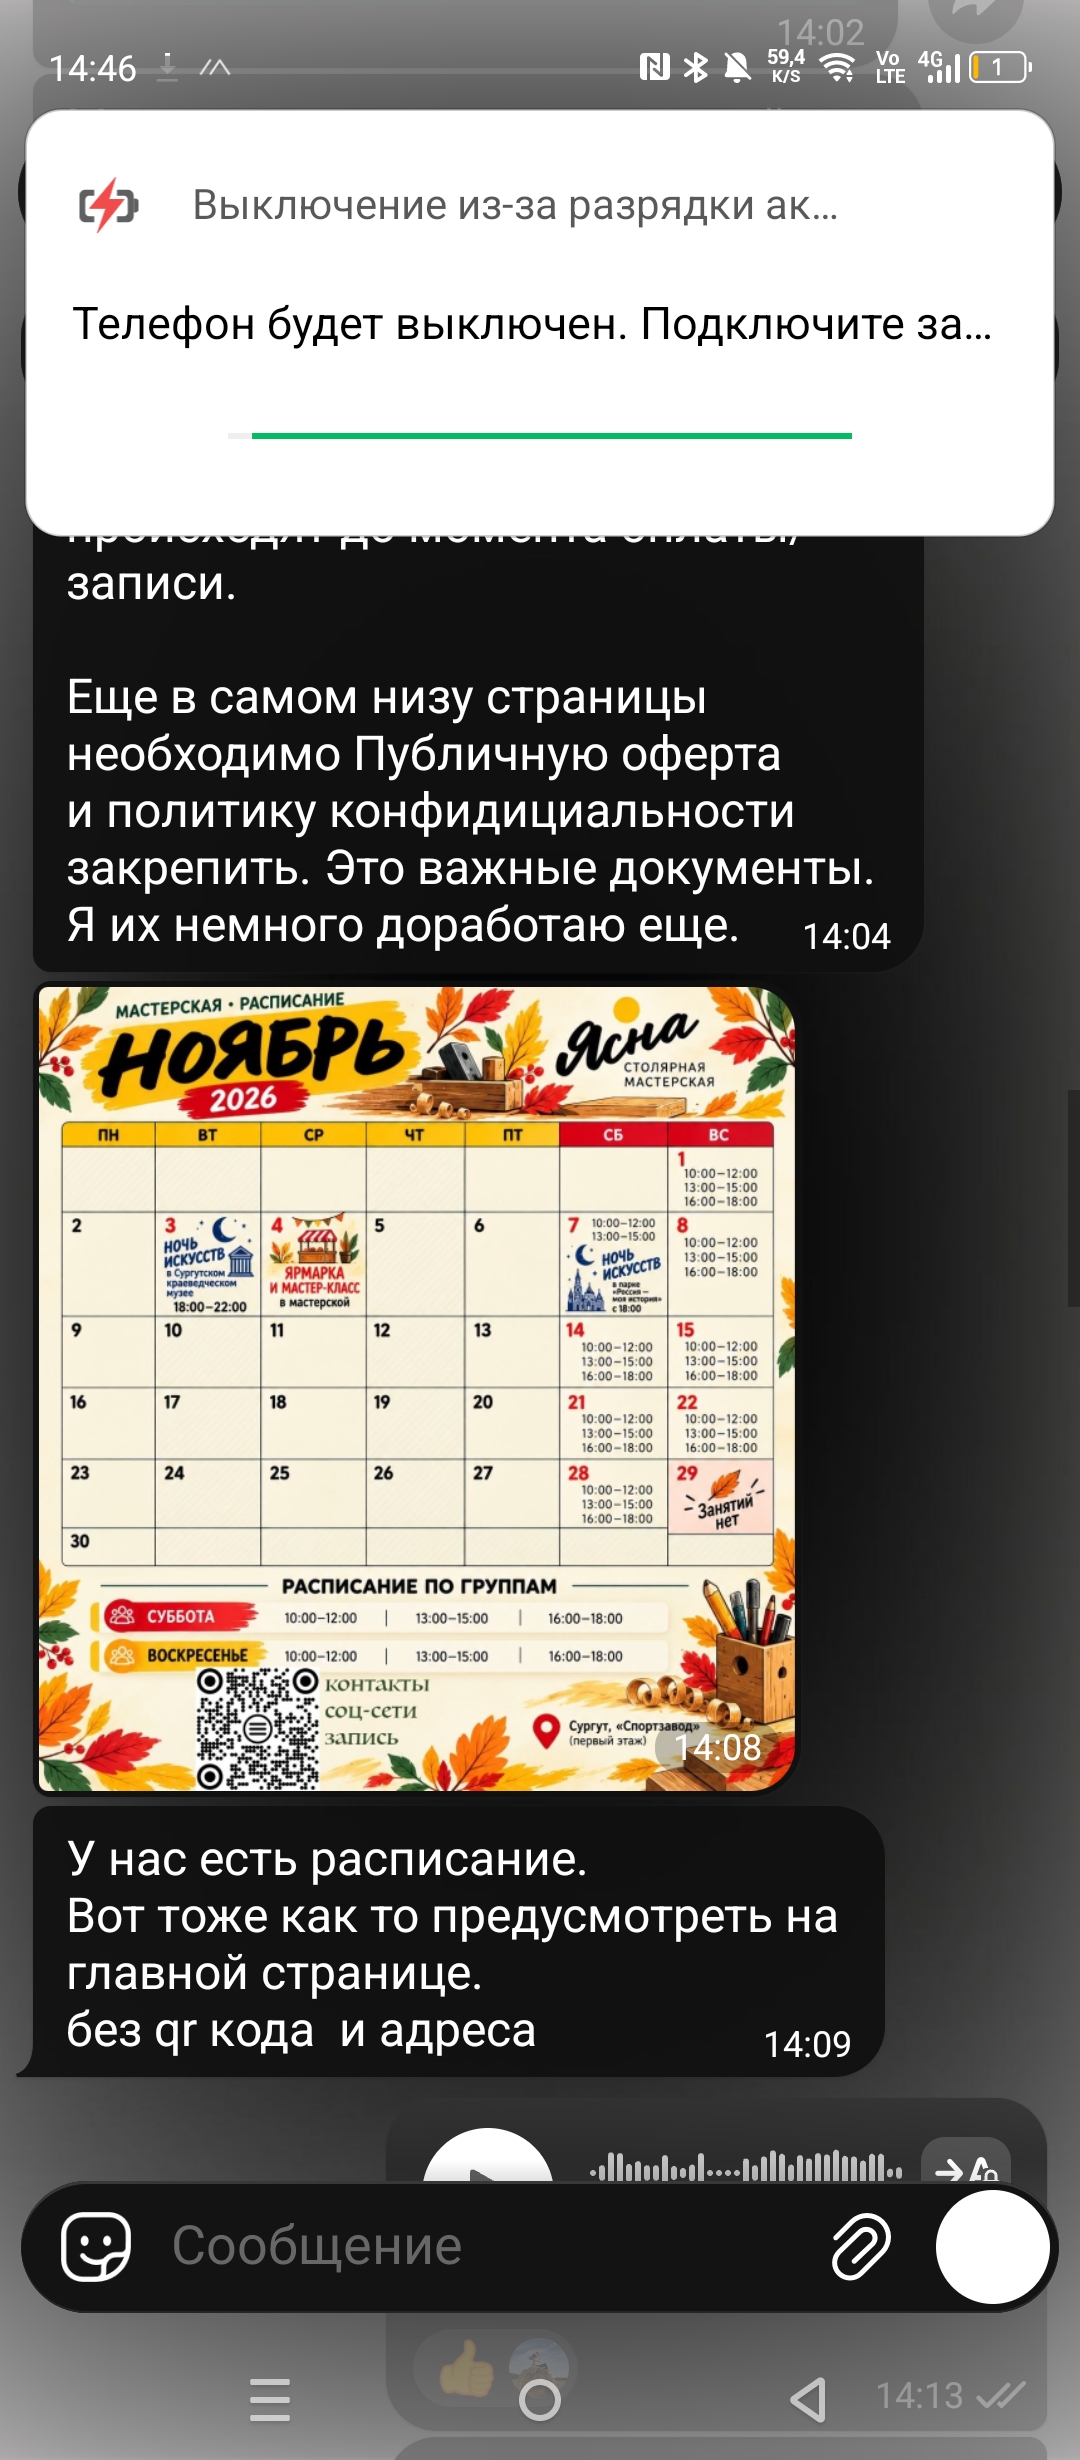 14:02
14:46
59,4
K/S
Vo
LTE
4G
1
Выключение из-за разрядки ак...
Телефон будет выключен. Подключите за...
происходят до момента оплаты,
записи.
Еще в самом низу страницы
необходимо Публичную оферта
и политику конфидициальности
закрепить. Это важные документы.
Я их немного доработаю еще.
14:04
МАСТЕРСКАЯ • РАСПИСАНИЕ
НОЯБРЬ
2026
Ясна
СТОЛЯРНАЯ
МАСТЕРСКАЯ
ПН ВТ СР ЧТ ПТ СБ ВС
1
10:00–12:00
13:00–15:00
16:00–18:00
2
3
НОЧЬ
ИСКУССТВ
в Сургутском
краеведческом
музее
18:00–22:00
4
ЯРМАРКА
И МАСТЕР-КЛАСС
в мастерской
5
6
7
10:00–12:00
13:00–15:00
НОЧЬ
ИСКУССТВ
в парке
«Россия –
моя история»
с 18:00
8
10:00–12:00
13:00–15:00
16:00–18:00
9
10
11
12
13
14
10:00–12:00
13:00–15:00
16:00–18:00
15
10:00–12:00
13:00–15:00
16:00–18:00
16
17
18
19
20
21
10:00–12:00
13:00–15:00
16:00–18:00
22
10:00–12:00
13:00–15:00
16:00–18:00
23
24
25
26
27
28
10:00–12:00
13:00–15:00
16:00–18:00
29
Занятий
нет
30
РАСПИСАНИЕ ПО ГРУППАМ
СУББОТА 10:00–12:00 | 13:00–15:00 | 16:00–18:00
ВОСКРЕСЕНЬЕ 10:00–12:00 | 13:00–15:00 | 16:00–18:00
контакты
соц-сети
запись
Сургут, «Спортзавод»
(первый этаж)
14:08
У нас есть расписание.
Вот тоже как то предусмотреть на
главной странице.
без qr кода и адреса
14:09
Сообщение
14:13